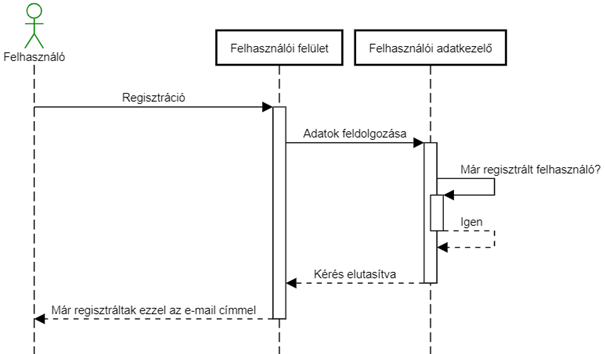 Felhasználó
Felhasználói felület
Felhasználói adatkezelő
Regisztráció
Adatok feldolgozása
Már regisztrált felhasználó?
Igen
Kérés elutasítva
Már regisztráltak ezzel az e-mail címmel